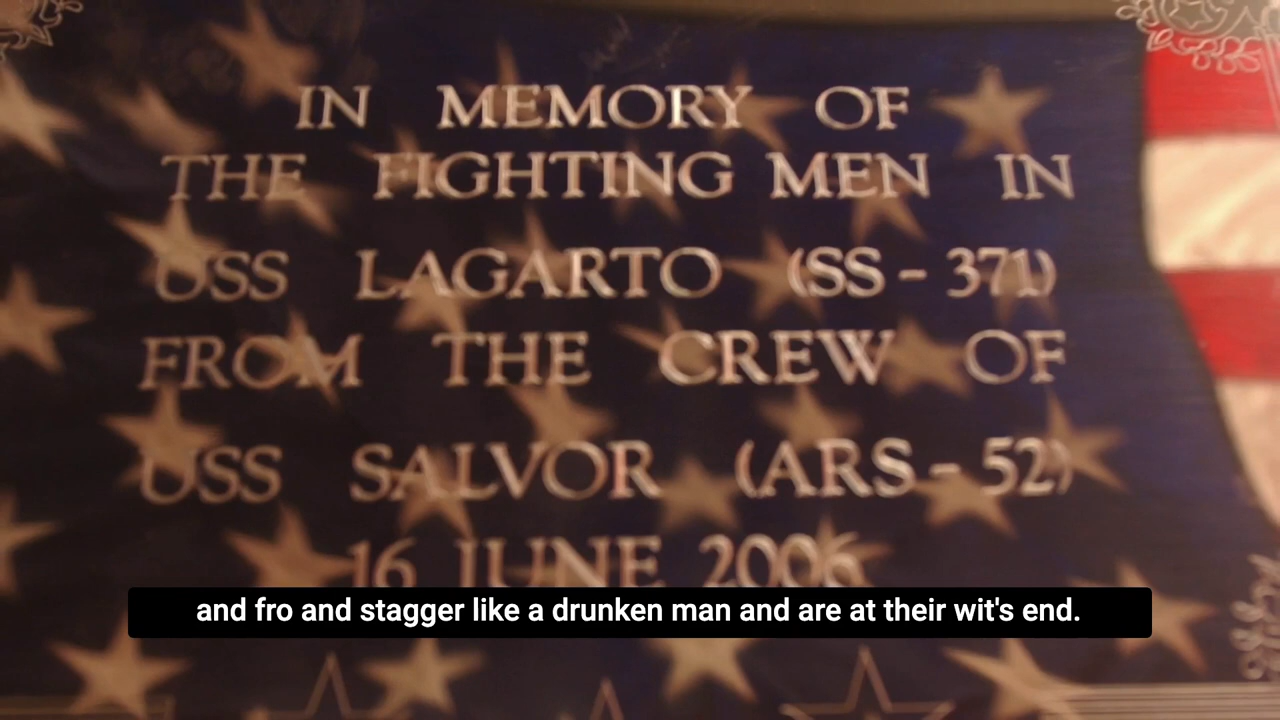 IN MEMORY OF
THE FIGHTING MEN IN
USS LAGARTO (SS - 371)
FROM THE CREW OF
USS SALVOR (ARS - 52)
16 JUNE 2006
and fro and stagger like a drunken man and are at their wit's end.